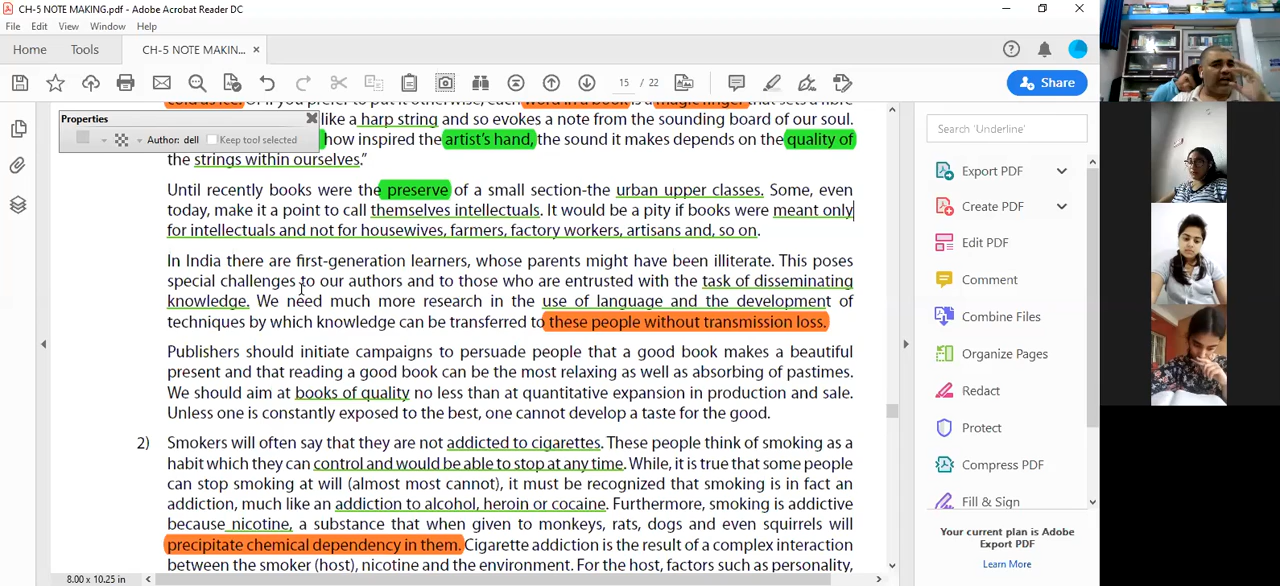 CH-5 NOTE MAKING.pdf - Adobe Acrobat Reader DC
File Edit View Window Help
Home Tools CH-5 NOTE MAKIN... ×
15 / 22
Share
Properties
Author: dell Keep tool selected
word in a book is a magic finger that sets a fibre
like a harp string and so evokes a note from the sounding board of our soul.
how inspired the artist's hand, the sound it makes depends on the quality of
the strings within ourselves."
Until recently books were the preserve of a small section-the urban upper classes. Some, even
today, make it a point to call themselves intellectuals. It would be a pity if books were meant only
for intellectuals and not for housewives, farmers, factory workers, artisans and, so on.
In India there are first-generation learners, whose parents might have been illiterate. This poses
special challenges to our authors and to those who are entrusted with the task of disseminating
knowledge. We need much more research in the use of language and the development of
techniques by which knowledge can be transferred to these people without transmission loss.
Publishers should initiate campaigns to persuade people that a good book makes a beautiful
present and that reading a good book can be the most relaxing as well as absorbing of pastimes.
We should aim at books of quality no less than at quantitative expansion in production and sale.
Unless one is constantly exposed to the best, one cannot develop a taste for the good.
2) Smokers will often say that they are not addicted to cigarettes. These people think of smoking as a
habit which they can control and would be able to stop at any time. While, it is true that some people
can stop smoking at will (almost most cannot), it must be recognized that smoking is in fact an
addiction, much like an addiction to alcohol, heroin or cocaine. Furthermore, smoking is addictive
because nicotine, a substance that when given to monkeys, rats, dogs and even squirrels will
precipitate chemical dependency in them. Cigarette addiction is the result of a complex interaction
between the smoker (host), nicotine and the environment. For the host, factors such as personality,
8.00 x 10.25 in
Search 'Underline'
Export PDF
Create PDF
Edit PDF
Comment
Combine Files
Organize Pages
Redact
Protect
Compress PDF
Fill & Sign
Your current plan is Adobe
Export PDF
Learn More